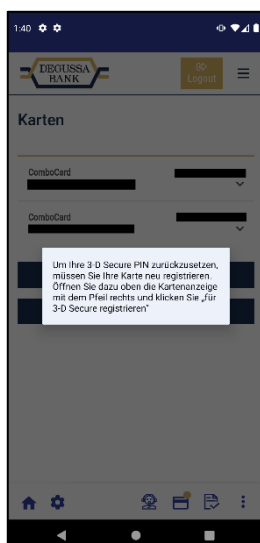 1:40
DEGUSSA
BANK
Logout
Karten
ComboCard
ComboCard
Um Ihre 3-D Secure PIN zurückzusetzen,
müssen Sie Ihre Karte neu registrieren.
Öffnen Sie dazu oben die Kartenanzeige
mit dem Pfeil rechts und klicken Sie „für
3-D Secure registrieren"